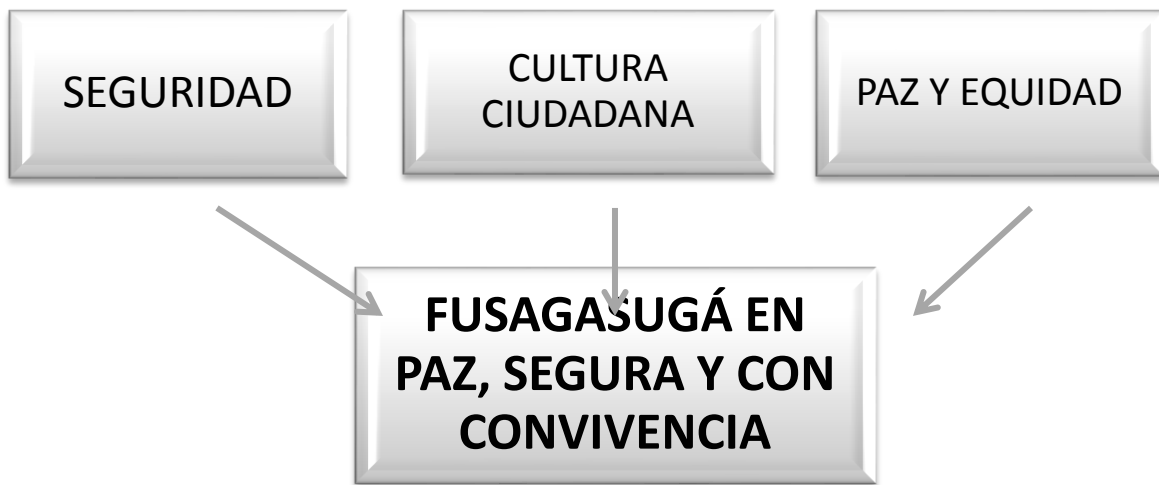 SEGURIDAD
CULTURA
CIUDADANA
PAZ Y EQUIDAD
FUSAGASUGÁ EN
PAZ, SEGURA Y CON
CONVIVENCIA